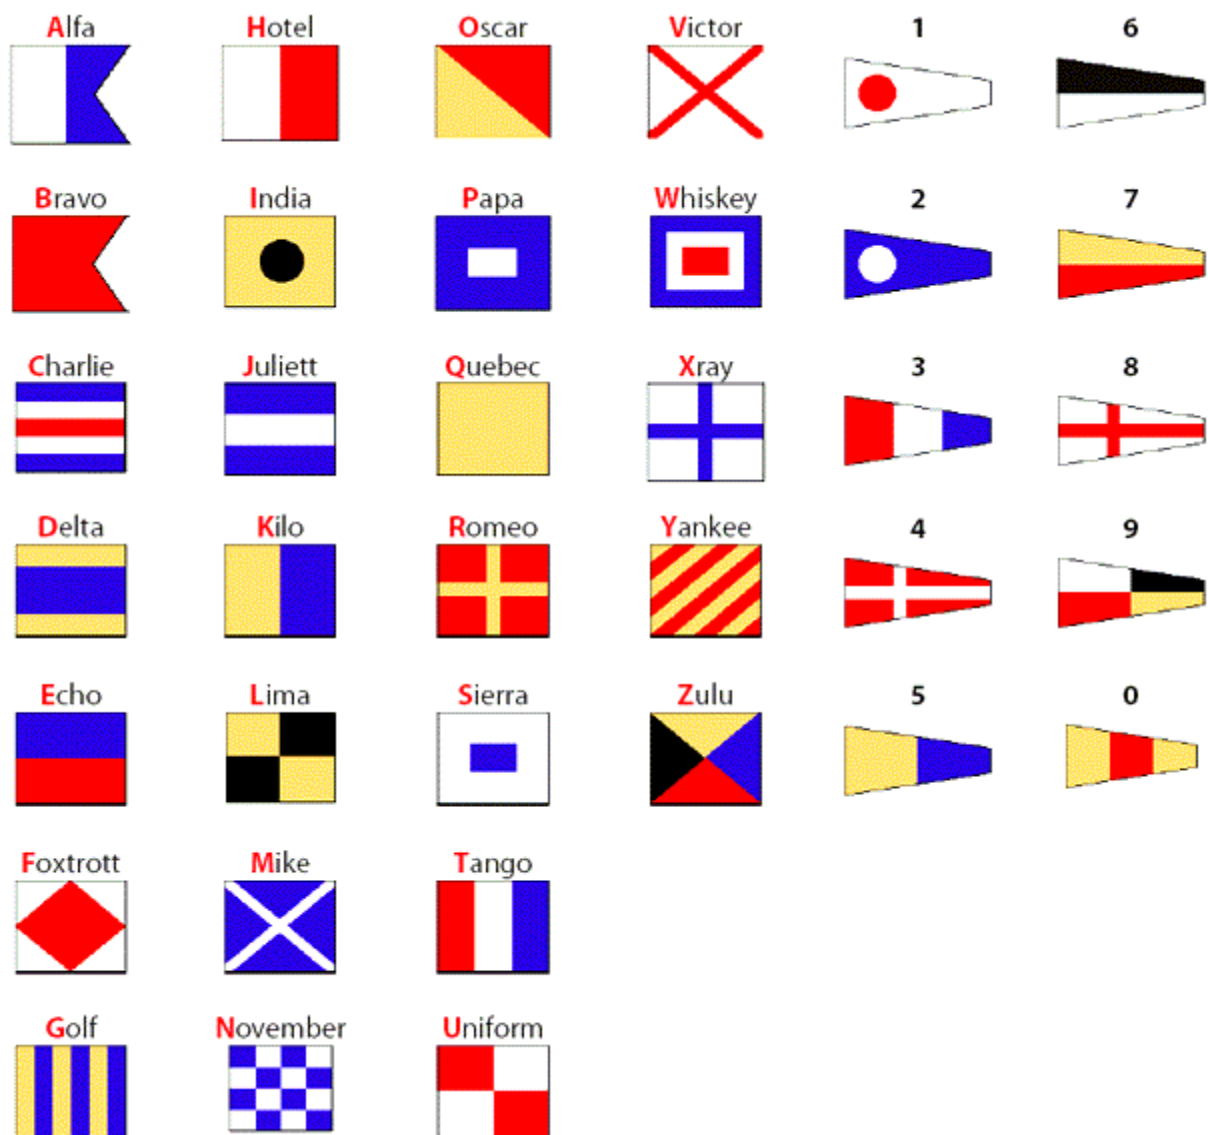 Alfa Hotel Oscar Victor 1 6
Bravo India Papa Whiskey 2 7
Charlie Juliett Quebec Xray 3 8
Delta Kilo Romeo Yankee 4 9
Echo Lima Sierra Zulu 5 0
Foxtrott Mike Tango
Golf November Uniform